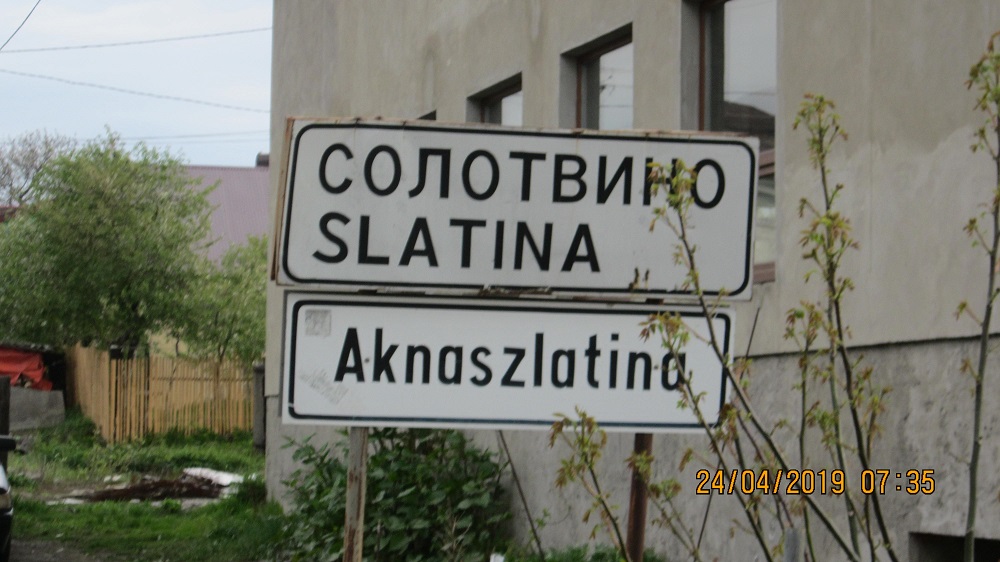 СОЛОТВИНО
SLATINA
Aknaszlatina
24/04/2019 07:35